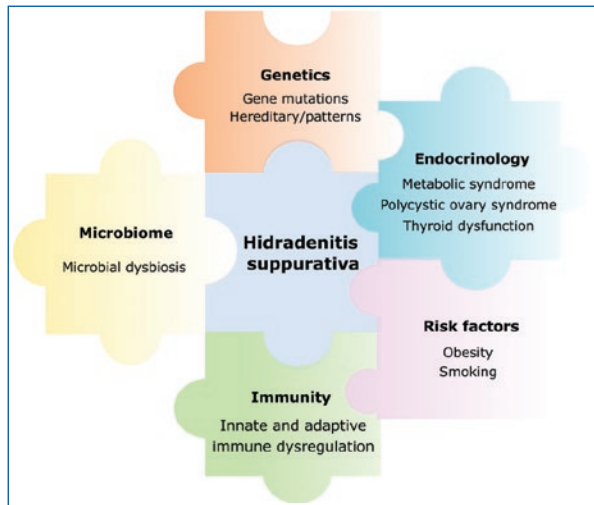 Genetics
Gene mutations
Hereditary/patterns
Endocrinology
Metabolic syndrome
Polycystic ovary syndrome
Thyroid dysfunction
Microbiome
Microbial dysbiosis
Hidradenitis
suppurativa
Risk factors
Obesity
Smoking
Immunity
Innate and adaptive
immune dysregulation